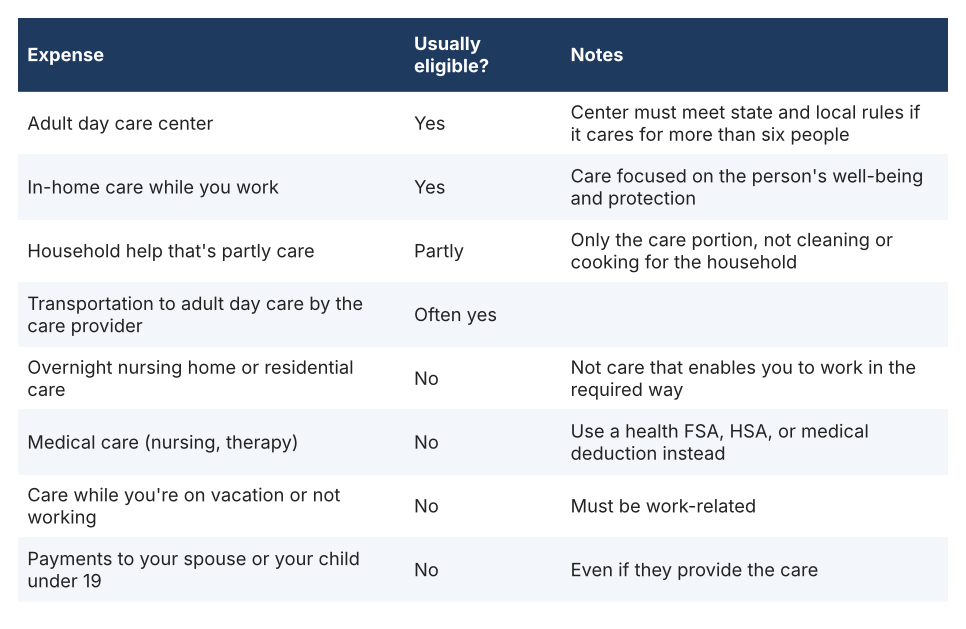 Expense
Usually
eligible?
Notes
Adult day care center
Yes
Center must meet state and local rules if
it cares for more than six people
In-home care while you work
Yes
Care focused on the person's well-being
and protection
Household help that's partly care
Partly
Only the care portion, not cleaning or
cooking for the household
Transportation to adult day care by the
care provider
Often yes
Overnight nursing home or residential
care
No
Not care that enables you to work in the
required way
Medical care (nursing, therapy)
No
Use a health FSA, HSA, or medical
deduction instead
Care while you're on vacation or not
working
No
Must be work-related
Payments to your spouse or your child
under 19
No
Even if they provide the care